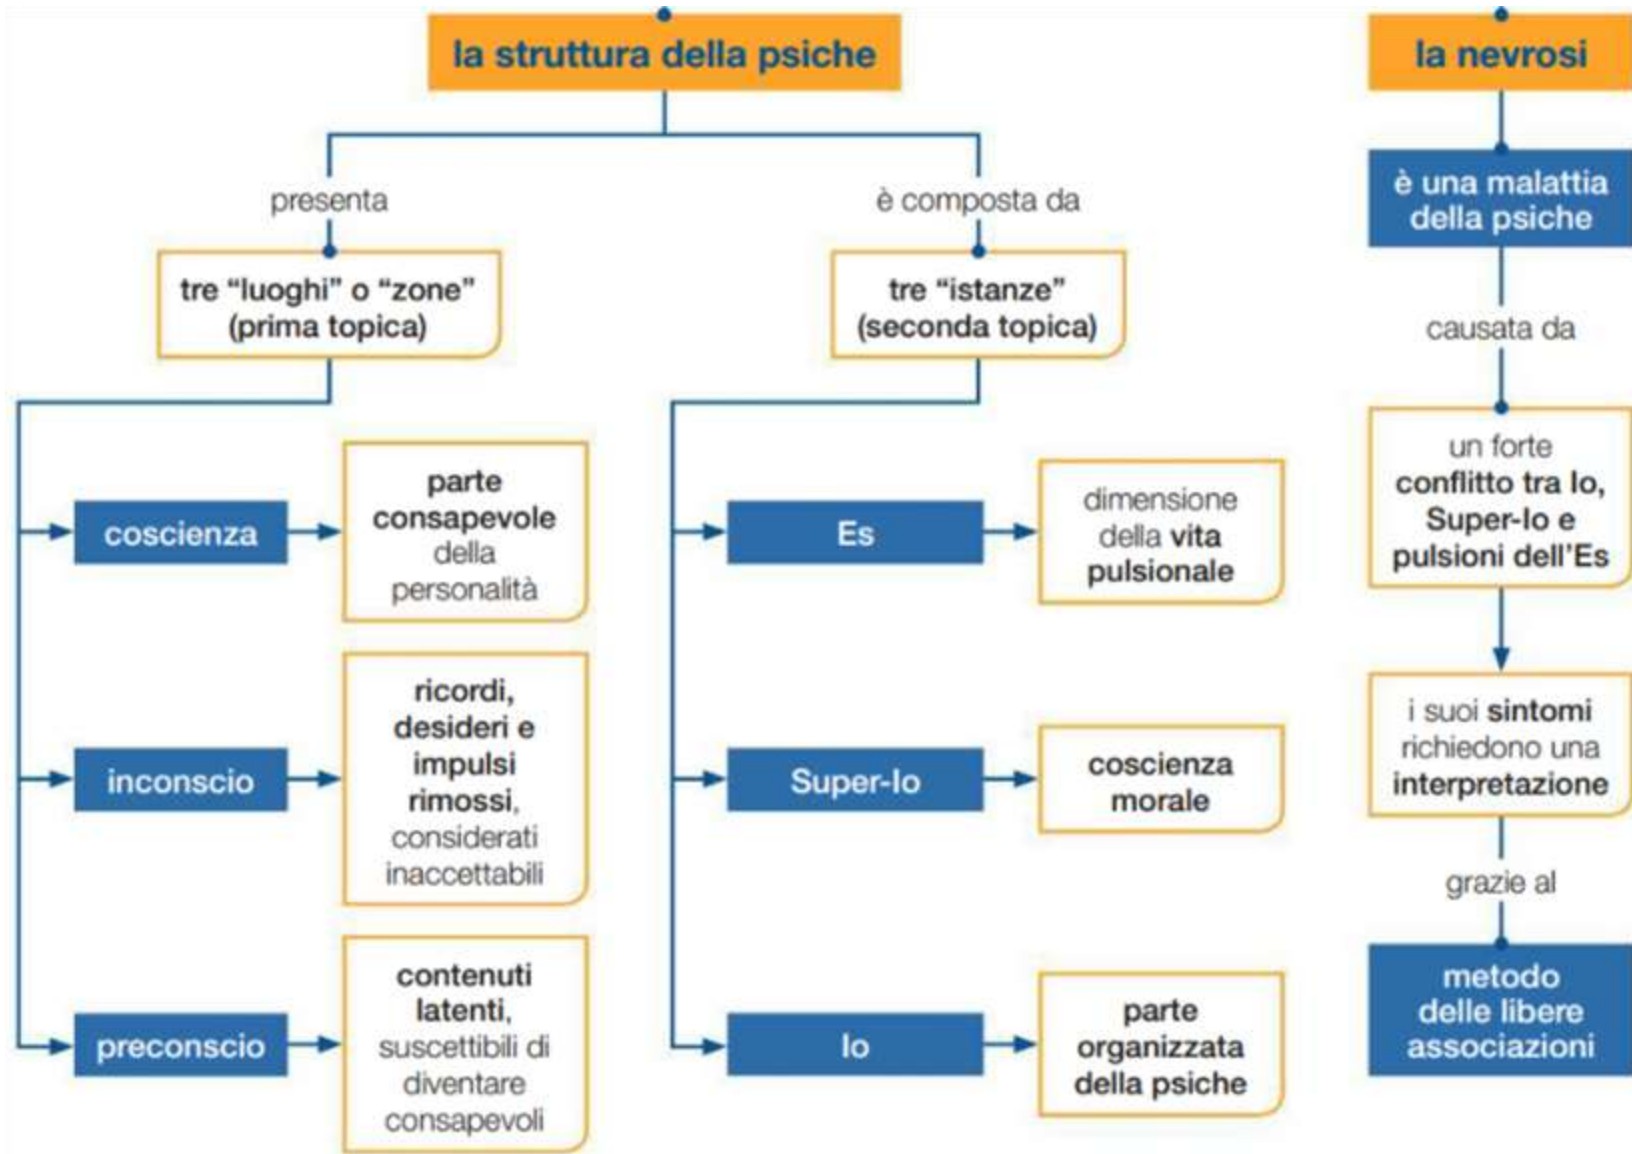 la struttura della psiche
presenta
tre “luoghi” o “zone”
(prima topica)
coscienza
parte
consapevole
della
personalità
inconscio
ricordi,
desideri e
impulsi
rimossi,
considerati
inaccettabili
preconscio
contenuti
latenti,
suscettibili di
diventare
consapevoli
è composta da
tre “istanze”
(seconda topica)
Es
dimensione
della vita
pulsionale
Super-Io
coscienza
morale
Io
parte
organizzata
della psiche
la nevrosi
è una malattia
della psiche
causata da
un forte
conflitto tra Io,
Super-Io e
pulsioni dell’Es
i suoi sintomi
richiedono una
interpretazione
grazie al
metodo
delle libere
associazioni